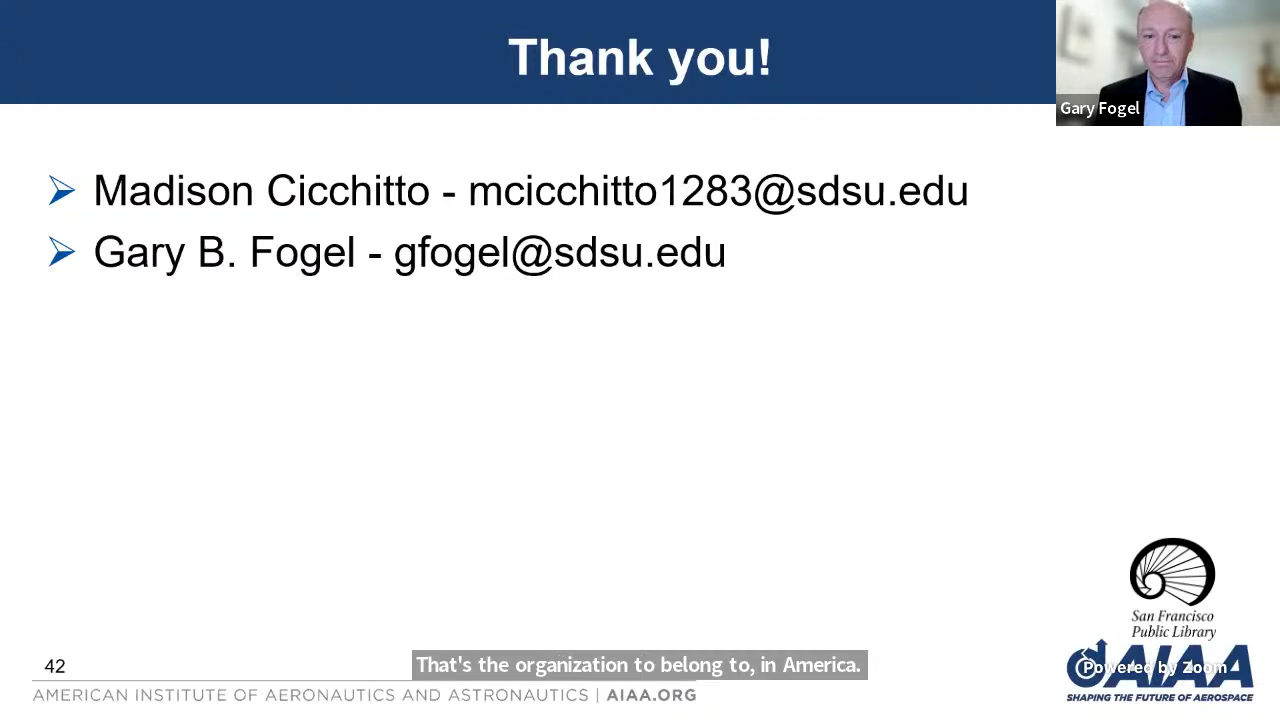 Thank you!
Gary Fogel
Madison Cicchitto - mcicchitto1283@sdsu.edu
Gary B. Fogel - gfogel@sdsu.edu
San Francisco
Public Library
That's the organization to belong to, in America.
42
AIAA
Powered by Zoom
SHAPING THE FUTURE OF AEROSPACE
AMERICAN INSTITUTE OF AERONAUTICS AND ASTRONAUTICS | AIAA.ORG